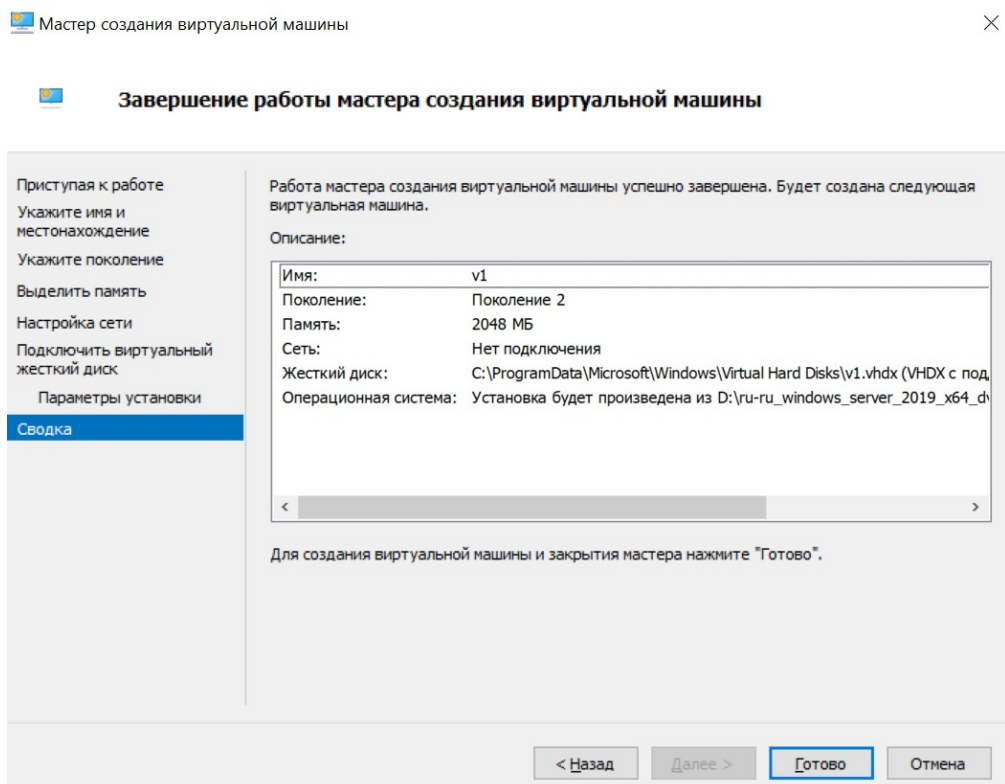 Мастер создания виртуальной машины
Завершение работы мастера создания виртуальной машины
Приступая к работе
Укажите имя и
местонахождение
Укажите поколение
Выделить память
Настройка сети
Подключить виртуальный
жесткий диск
Параметры установки
Сводка
Работа мастера создания виртуальной машины успешно завершена. Будет создана следующая
виртуальная машина.
Описание:
Имя: v1
Поколение: Поколение 2
Память: 2048 МБ
Сеть: Нет подключения
Жесткий диск: C:\ProgramData\Microsoft\Windows\Virtual Hard Disks\v1.vhdx (VHDX с под
Операционная система: Установка будет произведена из D:\ru-ru_windows_server_2019_x64_dv
Для создания виртуальной машины и закрытия мастера нажмите "Готово".
< Назад Далее > Готово Отмена